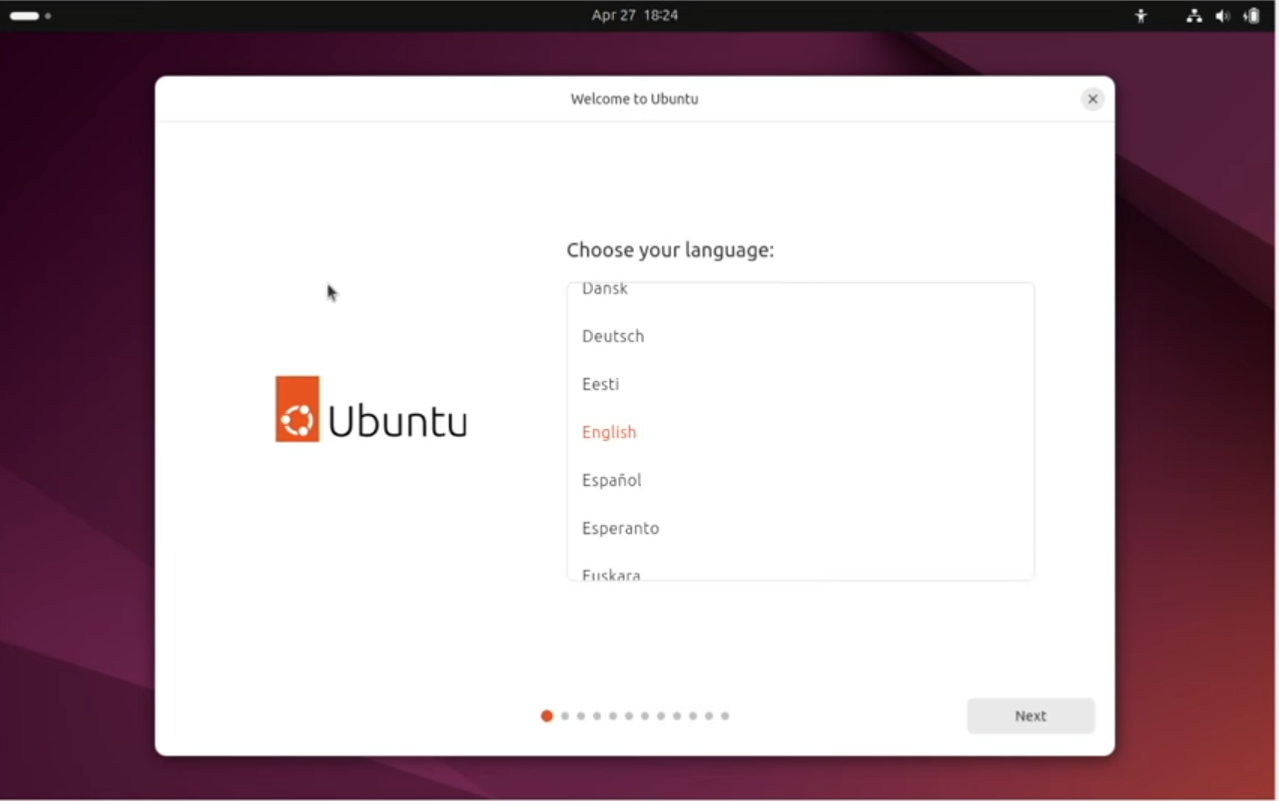 Apr 27 18:24
Welcome to Ubuntu
Choose your language:
Dansk
Deutsch
Eesti
English
Español
Esperanto
Euskara
Ubuntu
Next